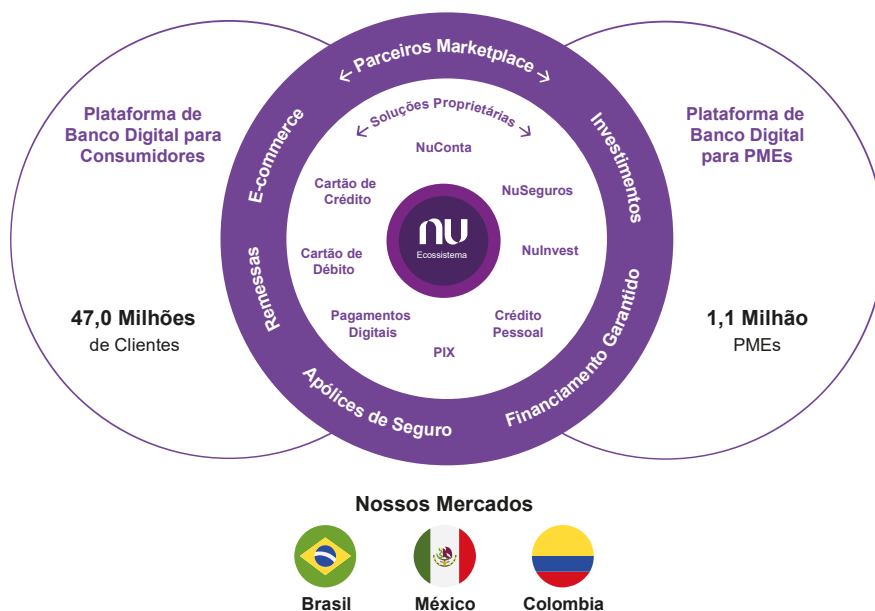 ← Parceiros Marketplace →
E-commerce
Investimentos
Remessas
Financiamento Garantido
Apólices de Seguro
← Soluções Proprietárias →
NuConta
Cartão de
Crédito
NuSeguros
Cartão de
Débito
NuInvest
Pagamentos
Digitais
Crédito
Pessoal
PIX
nu
Ecossistema
Plataforma de
Banco Digital para
Consumidores
47,0 Milhões
de Clientes
Plataforma de
Banco Digital
para PMEs
1,1 Milhão
PMEs
Nossos Mercados
Brasil
México
Colombia